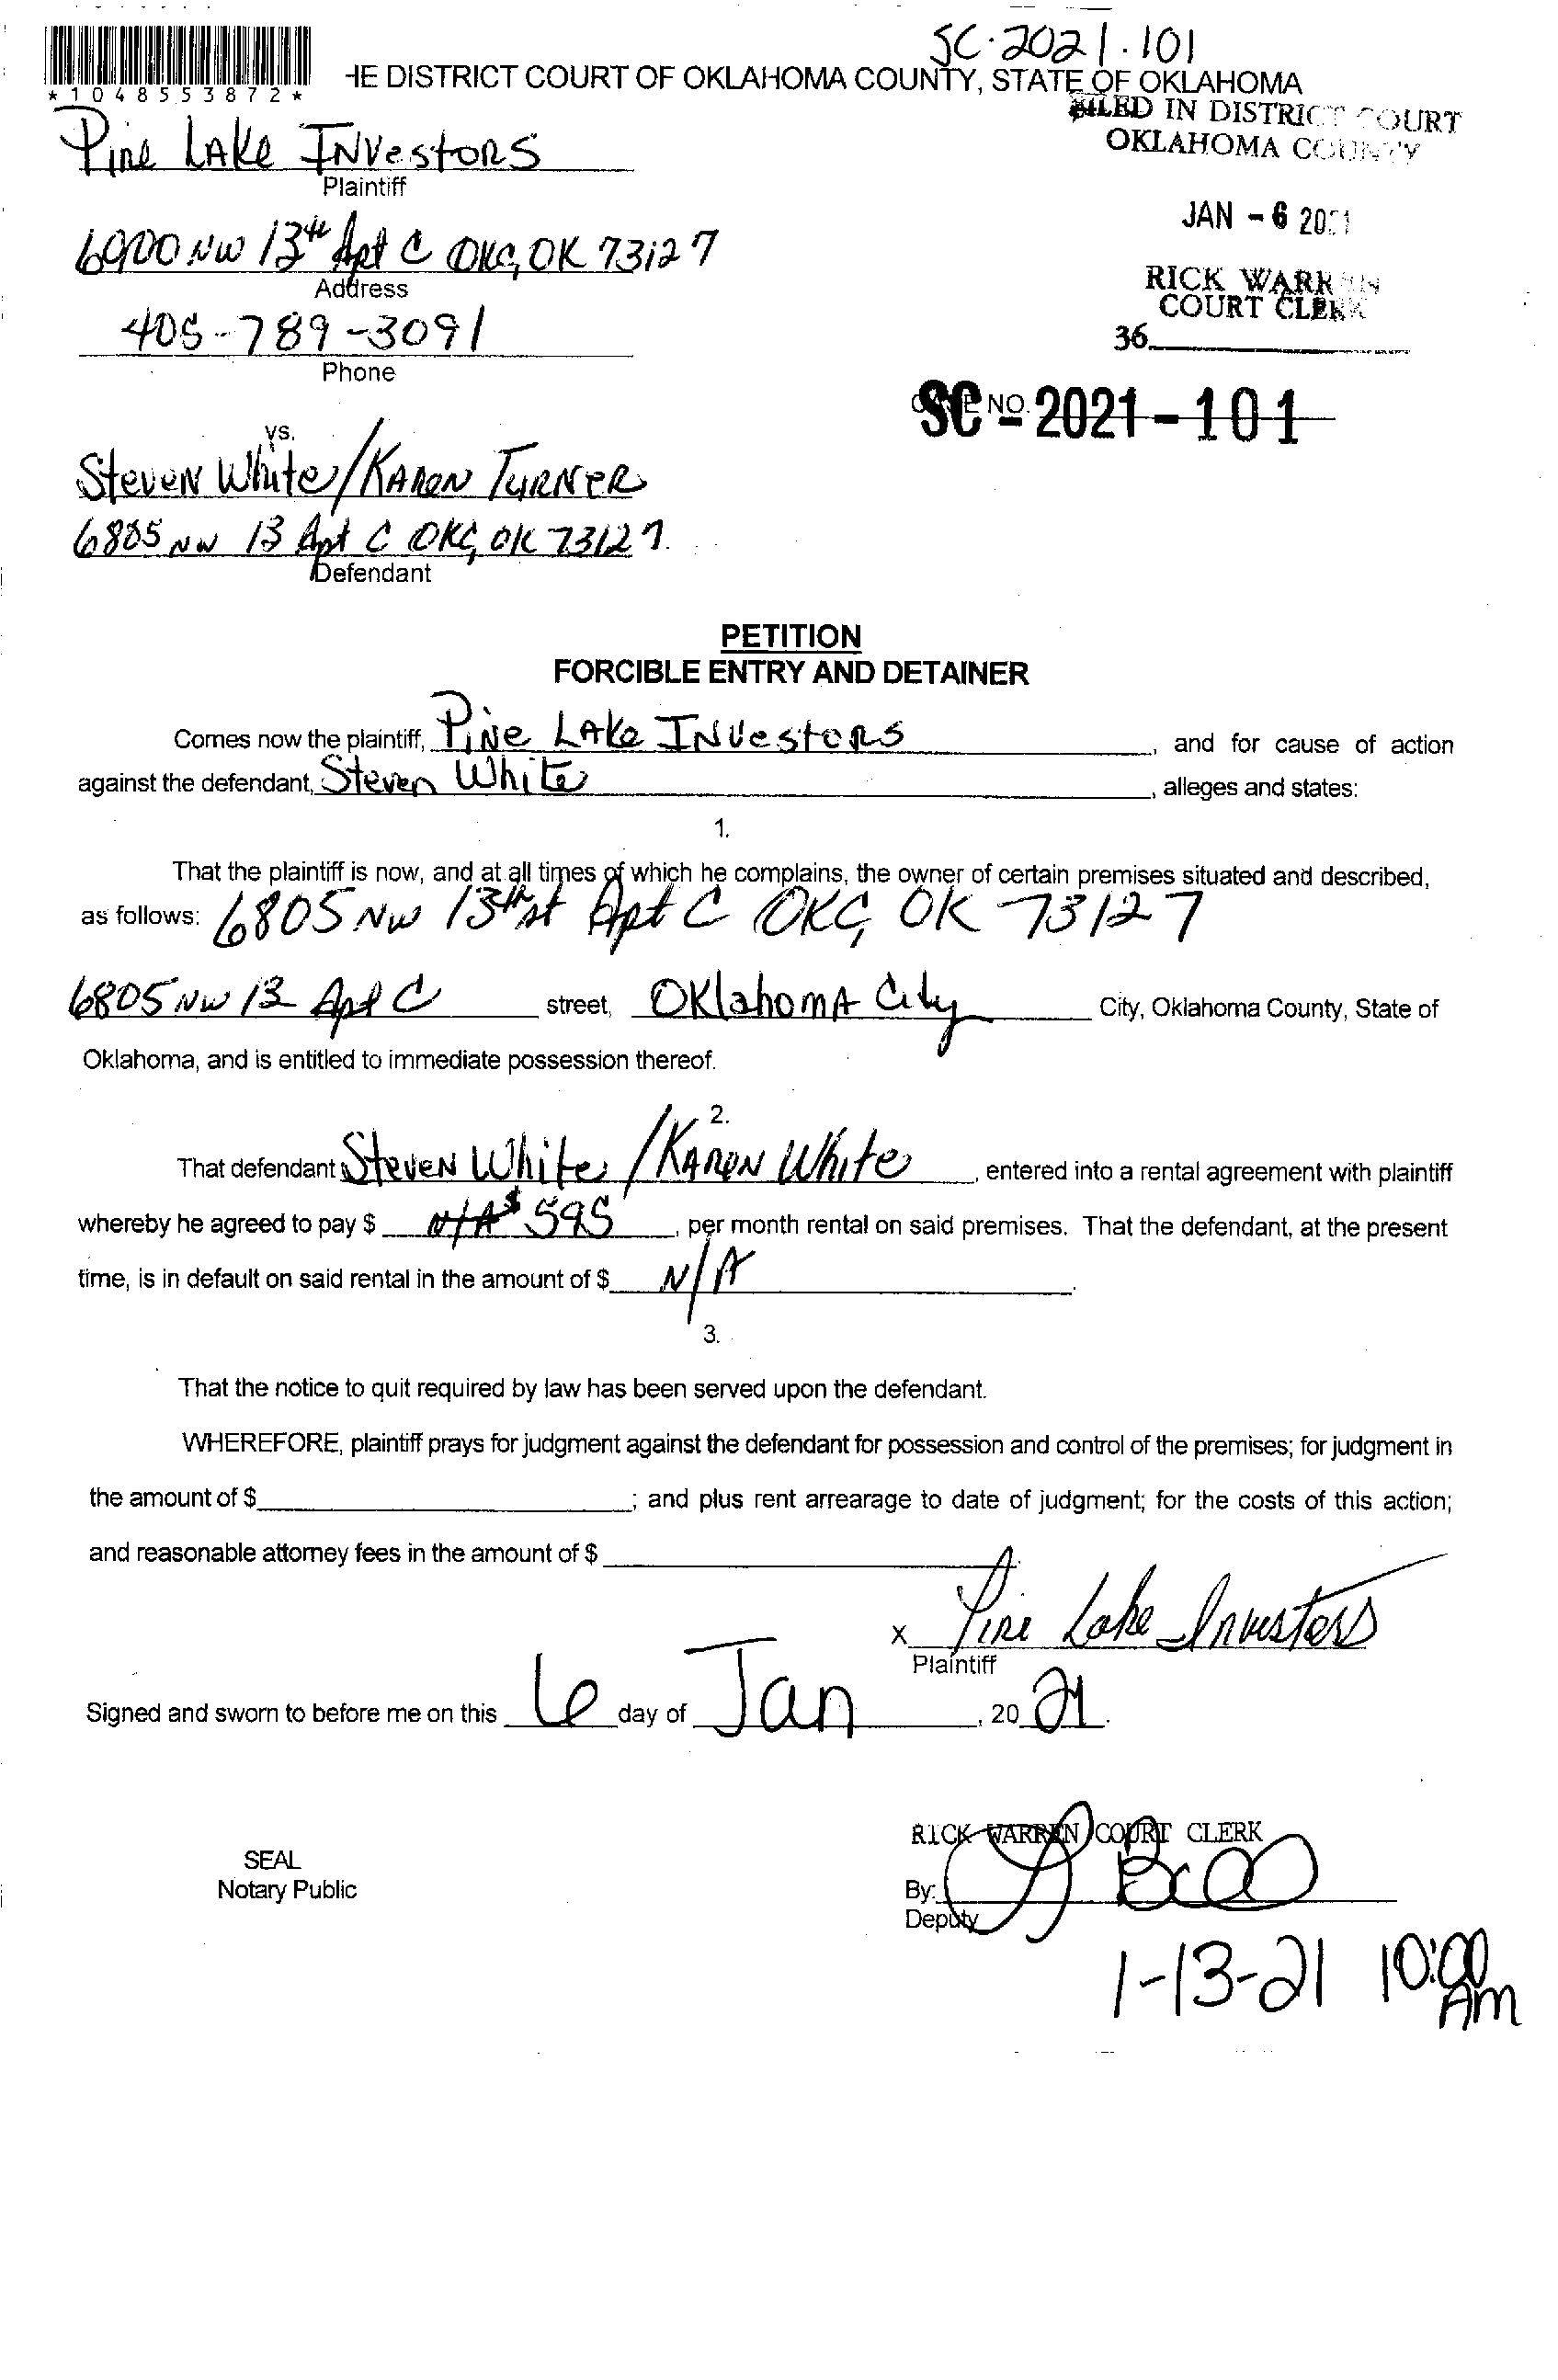 SC-2021-101
*1048553872*
HE DISTRICT COURT OF OKLAHOMA COUNTY, STATE OF OKLAHOMA
FILED IN DISTRICT COURT
OKLAHOMA COUNTY
Pine Lake Investors
Plaintiff
JAN - 6 2021
6900 NW 13th Apt C OKC, OK 73127
Address
RICK WARREN
COURT CLERK
405-789-3091
36
Phone
SC - NO. 2021 - 101
vs.
Steven White/Karen Turner
6805 NW 13 Apt C OKC, OK 73127.
Defendant
PETITION
FORCIBLE ENTRY AND DETAINER
Comes now the plaintiff, Pine Lake Investors, and for cause of action
against the defendant, Steven White, alleges and states:
1.
That the plaintiff is now, and at all times of which he complains, the owner of certain premises situated and described,
as follows: 6805 NW 13th st Apt C OKC, OK 73127
6805 NW 13 Apt C street, Oklahoma City City, Oklahoma County, State of
Oklahoma, and is entitled to immediate possession thereof.
2.
That defendant Steven White/Karen White, entered into a rental agreement with plaintiff
whereby he agreed to pay $ N/A $595, per month rental on said premises. That the defendant, at the present
time, is in default on said rental in the amount of $ N/A.
3.
That the notice to quit required by law has been served upon the defendant.
WHEREFORE, plaintiff prays for judgment against the defendant for possession and control of the premises; for judgment in
the amount of $; and plus rent arrearage to date of judgment; for the costs of this action;
and reasonable attorney fees in the amount of $.
x Pine Lake Investors
Plaintiff
Signed and sworn to before me on this 6 day of Jan, 2021.
RICK WARREN COURT CLERK
SEAL
Notary Public
By:
Deputy
1-13-21 10:00 Am